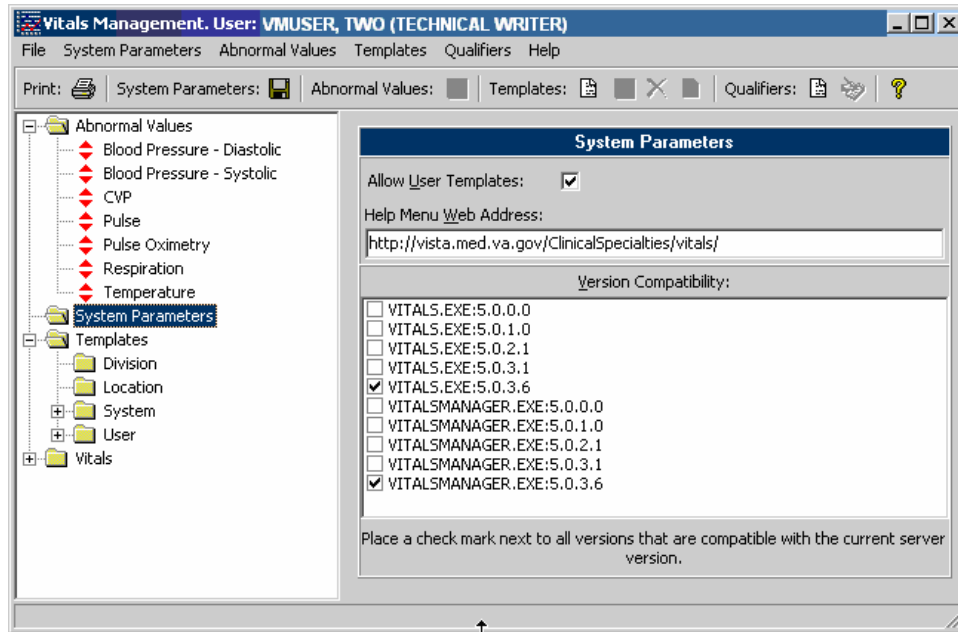 Vitals Management. User: VMUSER, TWO (TECHNICAL WRITER)
File System Parameters Abnormal Values Templates Qualifiers Help
Print: System Parameters: Abnormal Values: Templates: Qualifiers: ?
Abnormal Values
Blood Pressure - Diastolic
Blood Pressure - Systolic
CVP
Pulse
Pulse Oximetry
Respiration
Temperature
System Parameters
Templates
Division
Location
System
User
Vitals
System Parameters
Allow User Templates:
Help Menu Web Address:
http://vista.med.va.gov/ClinicalSpecialties/vitals/
Version Compatibility:
VITALS.EXE:5.0.0.0
VITALS.EXE:5.0.1.0
VITALS.EXE:5.0.2.1
VITALS.EXE:5.0.3.1
VITALS.EXE:5.0.3.6
VITALSMANAGER.EXE:5.0.0.0
VITALSMANAGER.EXE:5.0.1.0
VITALSMANAGER.EXE:5.0.2.1
VITALSMANAGER.EXE:5.0.3.1
VITALSMANAGER.EXE:5.0.3.6
Place a check mark next to all versions that are compatible with the current server
version.